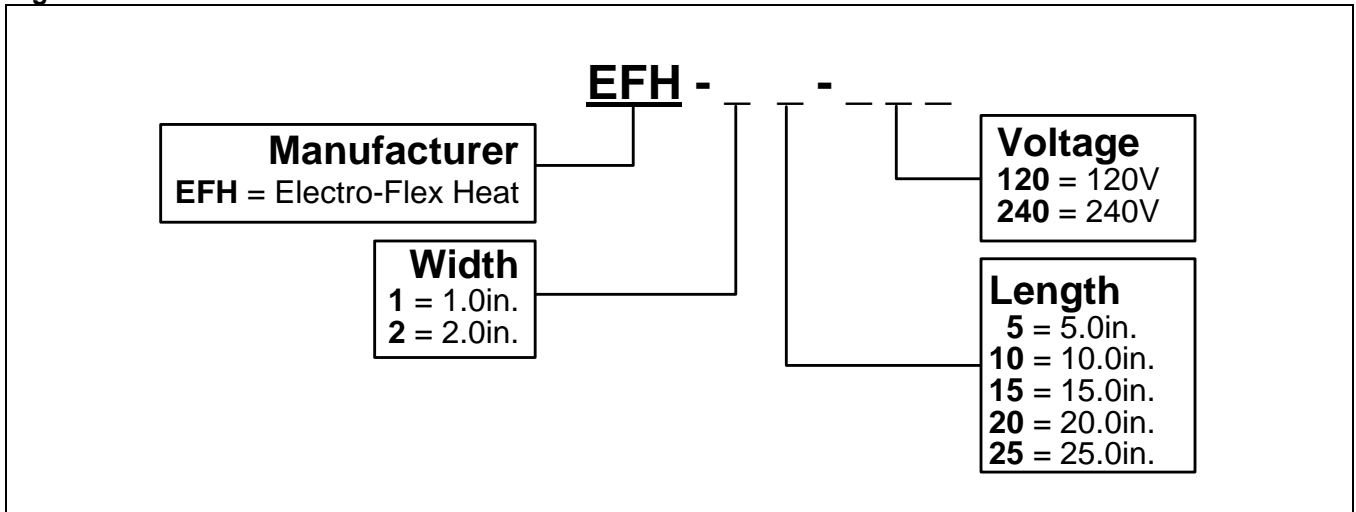 EFH - _ _ - _ _ _
Manufacturer
EFH = Electro-Flex Heat
Width
1 = 1.0in.
2 = 2.0in.
Voltage
120 = 120V
240 = 240V
Length
5 = 5.0in.
10 = 10.0in.
15 = 15.0in.
20 = 20.0in.
25 = 25.0in.